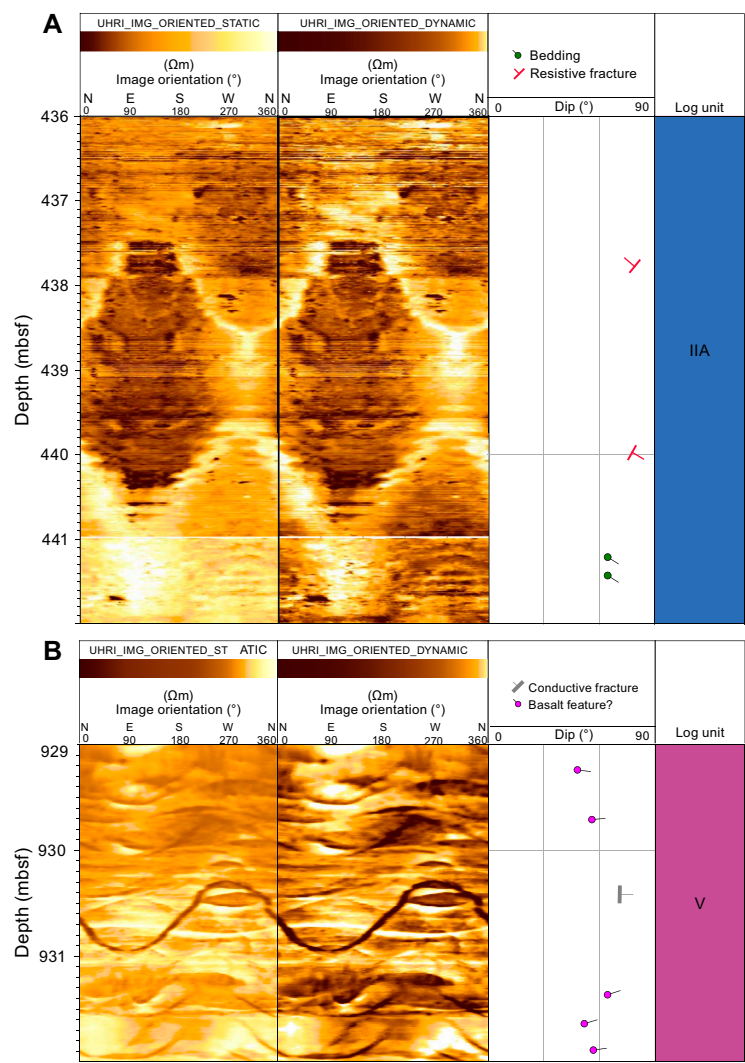 A
UHRI_IMG_ORIENTED_STATIC UHRI_IMG_ORIENTED_DYNAMIC
(Ωm) (Ωm)
Image orientation (°) Image orientation (°)
N E S W N N E S W N
0 90 180 270 360 0 90 180 270 360
Bedding
Resistive fracture
0 Dip (°) 90
Log unit
Depth (mbsf)
436
437
438
439
440
441
IIA
B
UHRI_IMG_ORIENTED_ST ATIC UHRI_IMG_ORIENTED_DYNAMIC
(Ωm) (Ωm)
Image orientation (°) Image orientation (°)
N E S W N N E S W N
0 90 180 270 360 0 90 180 270 360
Conductive fracture
Basalt feature?
0 Dip (°) 90
Log unit
Depth (mbsf)
929
930
931
V